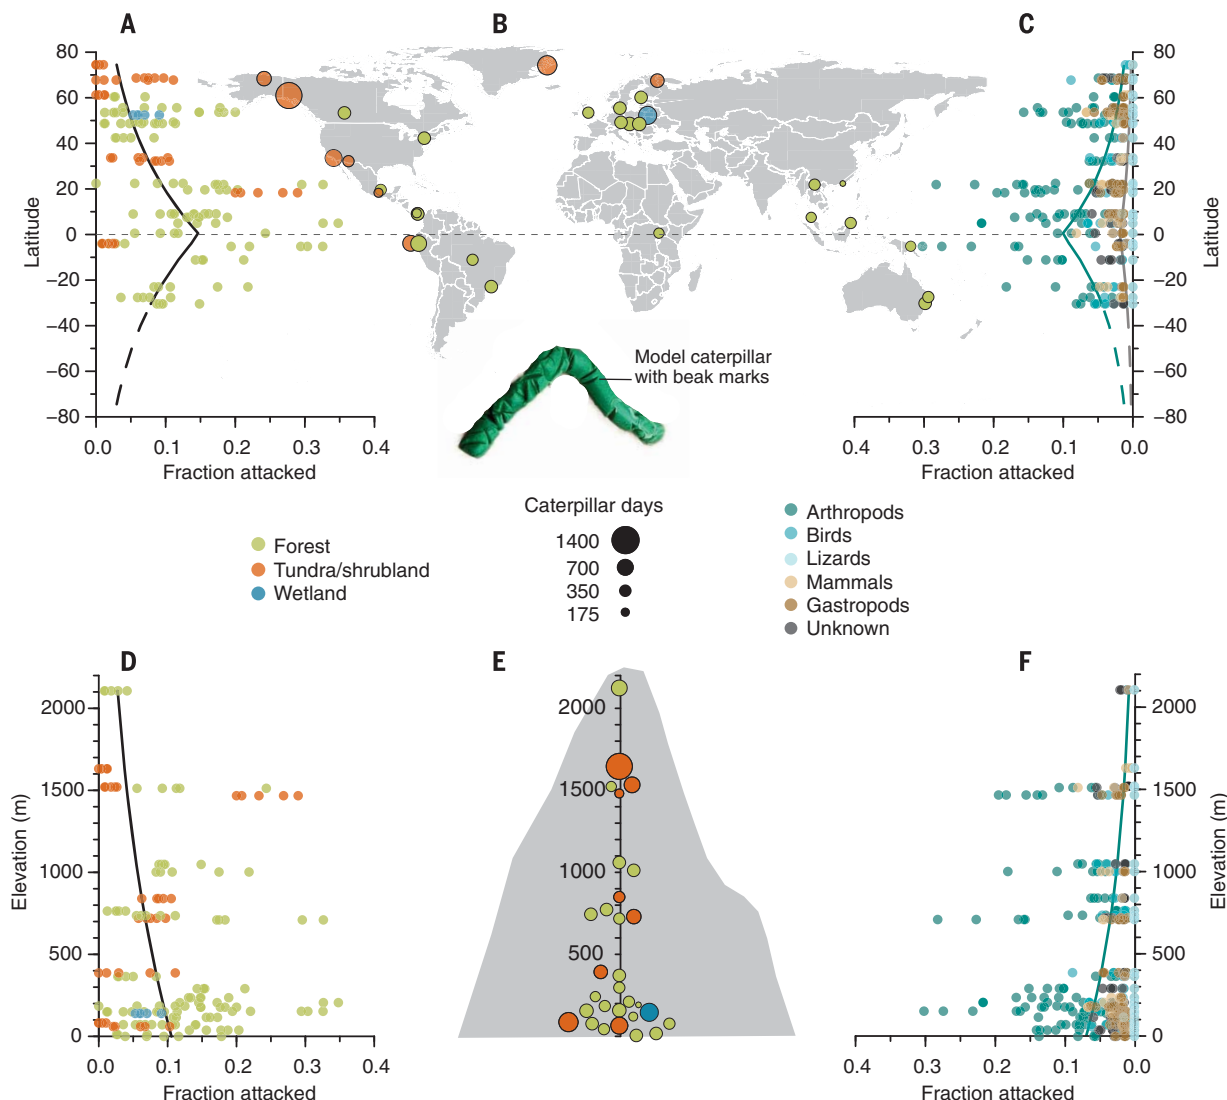 A
B
C
80
60
40
20
0
−20
−40
−60
−80
Latitude
0.0
0.1
0.2
0.3
0.4
Fraction attacked
Model caterpillar
with beak marks
80
60
40
20
0
−20
−40
−60
−80
Latitude
0.4
0.3
0.2
0.1
0.0
Fraction attacked
Forest
Tundra/shrubland
Wetland
Caterpillar days
1400
700
350
175
Arthropods
Birds
Lizards
Mammals
Gastropods
Unknown
D
E
F
2000
1500
1000
500
0
Elevation (m)
0.0
0.1
0.2
0.3
0.4
Fraction attacked
2000
1500
1000
500
2000
1500
1000
500
0
Elevation (m)
0.4
0.3
0.2
0.1
0.0
Fraction attacked